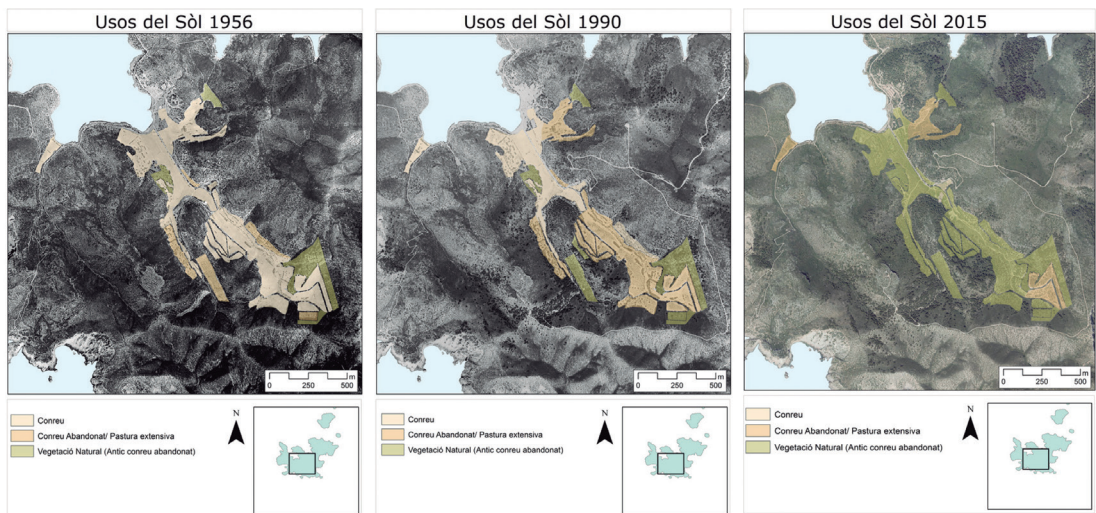 Usos del Sòl 1956
0 250 500 m
Conreu
Conreu Abandonat/ Pastura extensiva
Vegetació Natural (Antic conreu abandonat)
N
Usos del Sòl 1990
0 250 500 m
Conreu
Conreu Abandonat/ Pastura extensiva
Vegetació Natural (Antic conreu abandonat)
N
Usos del Sòl 2015
0 250 500 m
Conreu
Conreu Abandonat/ Pastura extensiva
Vegetació Natural (Antic conreu abandonat)
N